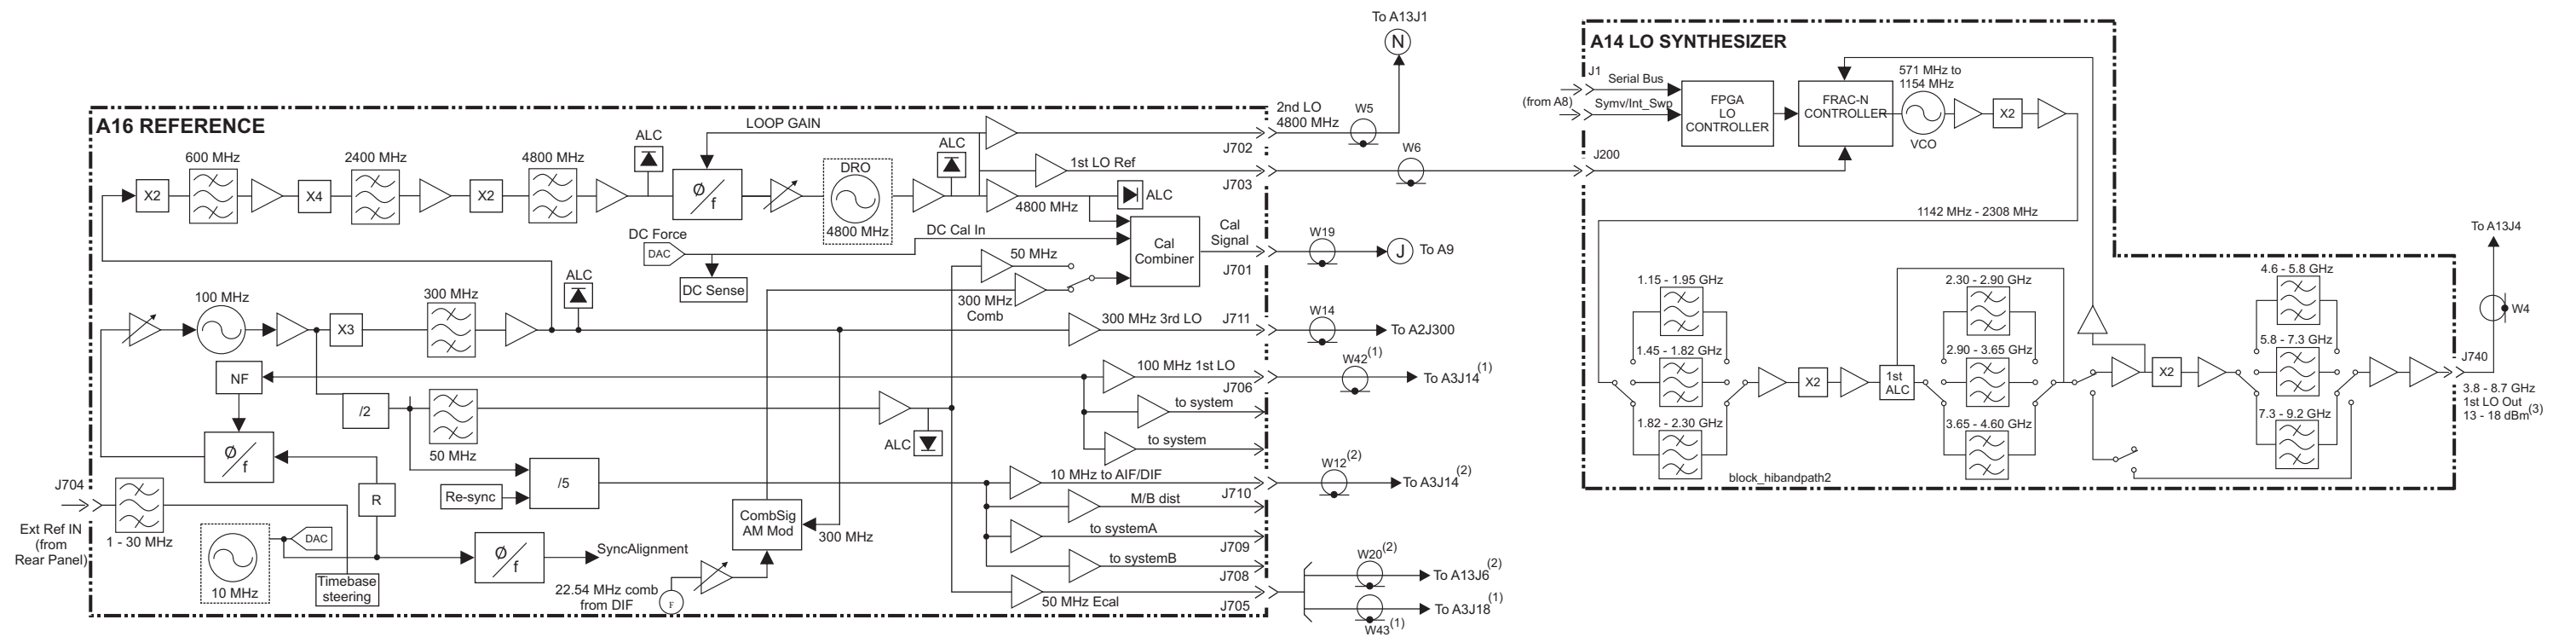 To A13J1
N
A14 LO SYNTHESIZER
J1
Serial Bus
(from A8)
Symv/Int_Swp
FPGA
LO
CONTROLLER
FRAC-N
CONTROLLER
571 MHz to
1154 MHz
VCO
X2
J200
1142 MHz - 2308 MHz
A16 REFERENCE
LOOP GAIN
2nd LO
4800 MHz
W5
J702
W6
1st LO Ref
J703
600 MHz
2400 MHz
4800 MHz
ALC
ALC
DRO
X2
X4
X2
Ø/f
4800 MHz
4800 MHz
ALC
DC Force
DAC
DC Cal In
DC Sense
Cal
Combiner
Cal
Signal
J701
W19
J
To A9
50 MHz
300 MHz
Comb
ALC
100 MHz
X3
300 MHz
300 MHz 3rd LO
J711
W14
To A2J300
NF
100 MHz 1st LO
J706
W42(1)
To A3J14(1)
/2
50 MHz
ALC
to system
to system
Ø/f
R
Re-sync
/5
10 MHz to AIF/DIF
J710
W12(2)
To A3J14(2)
M/B dist
to systemA
J709
to systemB
J708
J704
Ext Ref IN
(from
Rear Panel)
1 - 30 MHz
10 MHz
DAC
Timebase
steering
Ø/f
SyncAlignment
CombSig
AM Mod
300 MHz
22.54 MHz comb
from DIF
F
50 MHz Ecal
J705
W20(2)
To A13J6(2)
To A3J18(1)
W43(1)
1.15 - 1.95 GHz
1.45 - 1.82 GHz
1.82 - 2.30 GHz
X2
1st
ALC
2.30 - 2.90 GHz
2.90 - 3.65 GHz
3.65 - 4.60 GHz
X2
4.6 - 5.8 GHz
5.8 - 7.3 GHz
7.3 - 9.2 GHz
To A13J4
W4
J740
3.8 - 8.7 GHz
1st LO Out
13 - 18 dBm(3)
block_hibandpath2